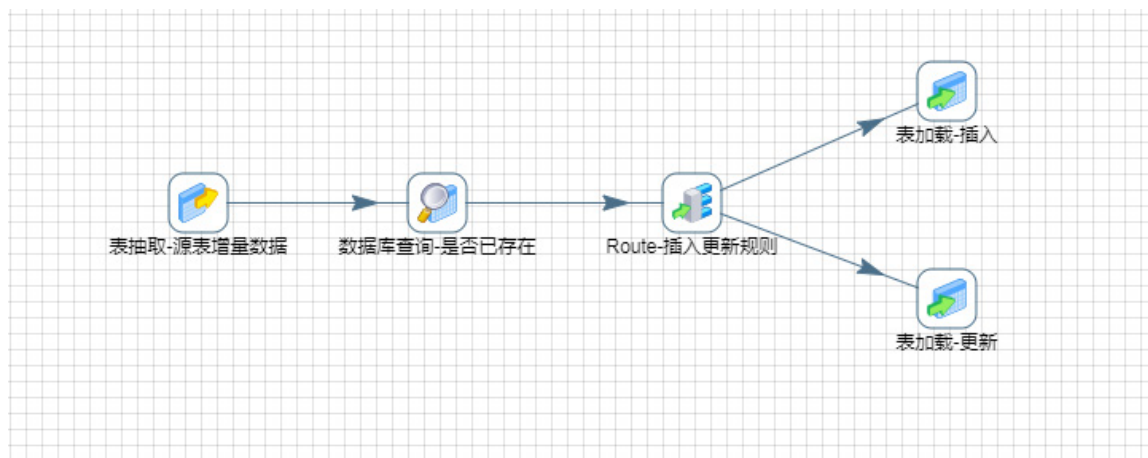 表加载-插入
表抽取-源表增量数据
数据库查询-是否已存在
Route-插入更新规则
表加载-更新